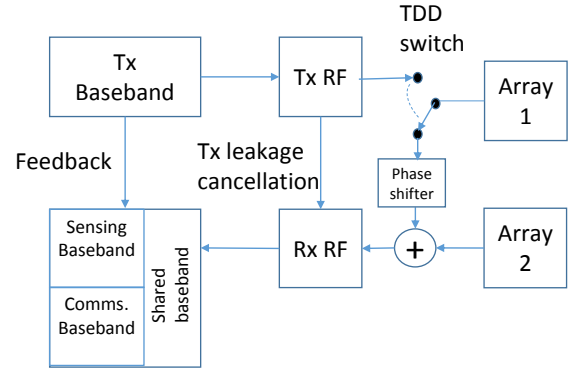 TDD
switch
Tx
Baseband
Tx RF
Array
1
Feedback
Tx leakage
cancellation
Phase
shifter
Sensing
Baseband
Comms.
Baseband
Shared
baseband
Rx RF
+
Array
2